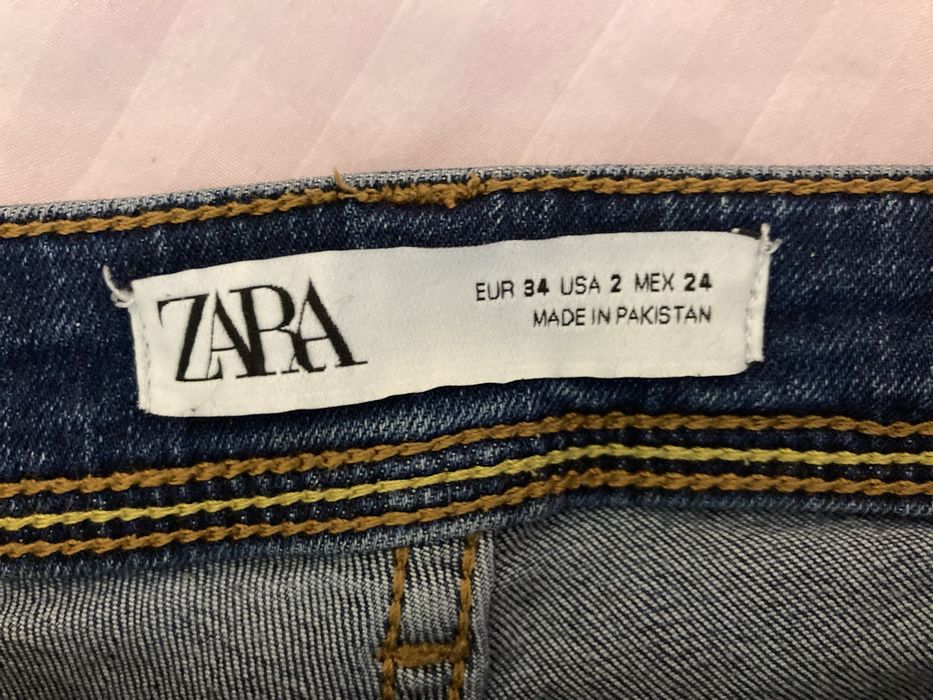 ZARA
EUR 34 USA 2 MEX 24
MADE IN PAKISTAN